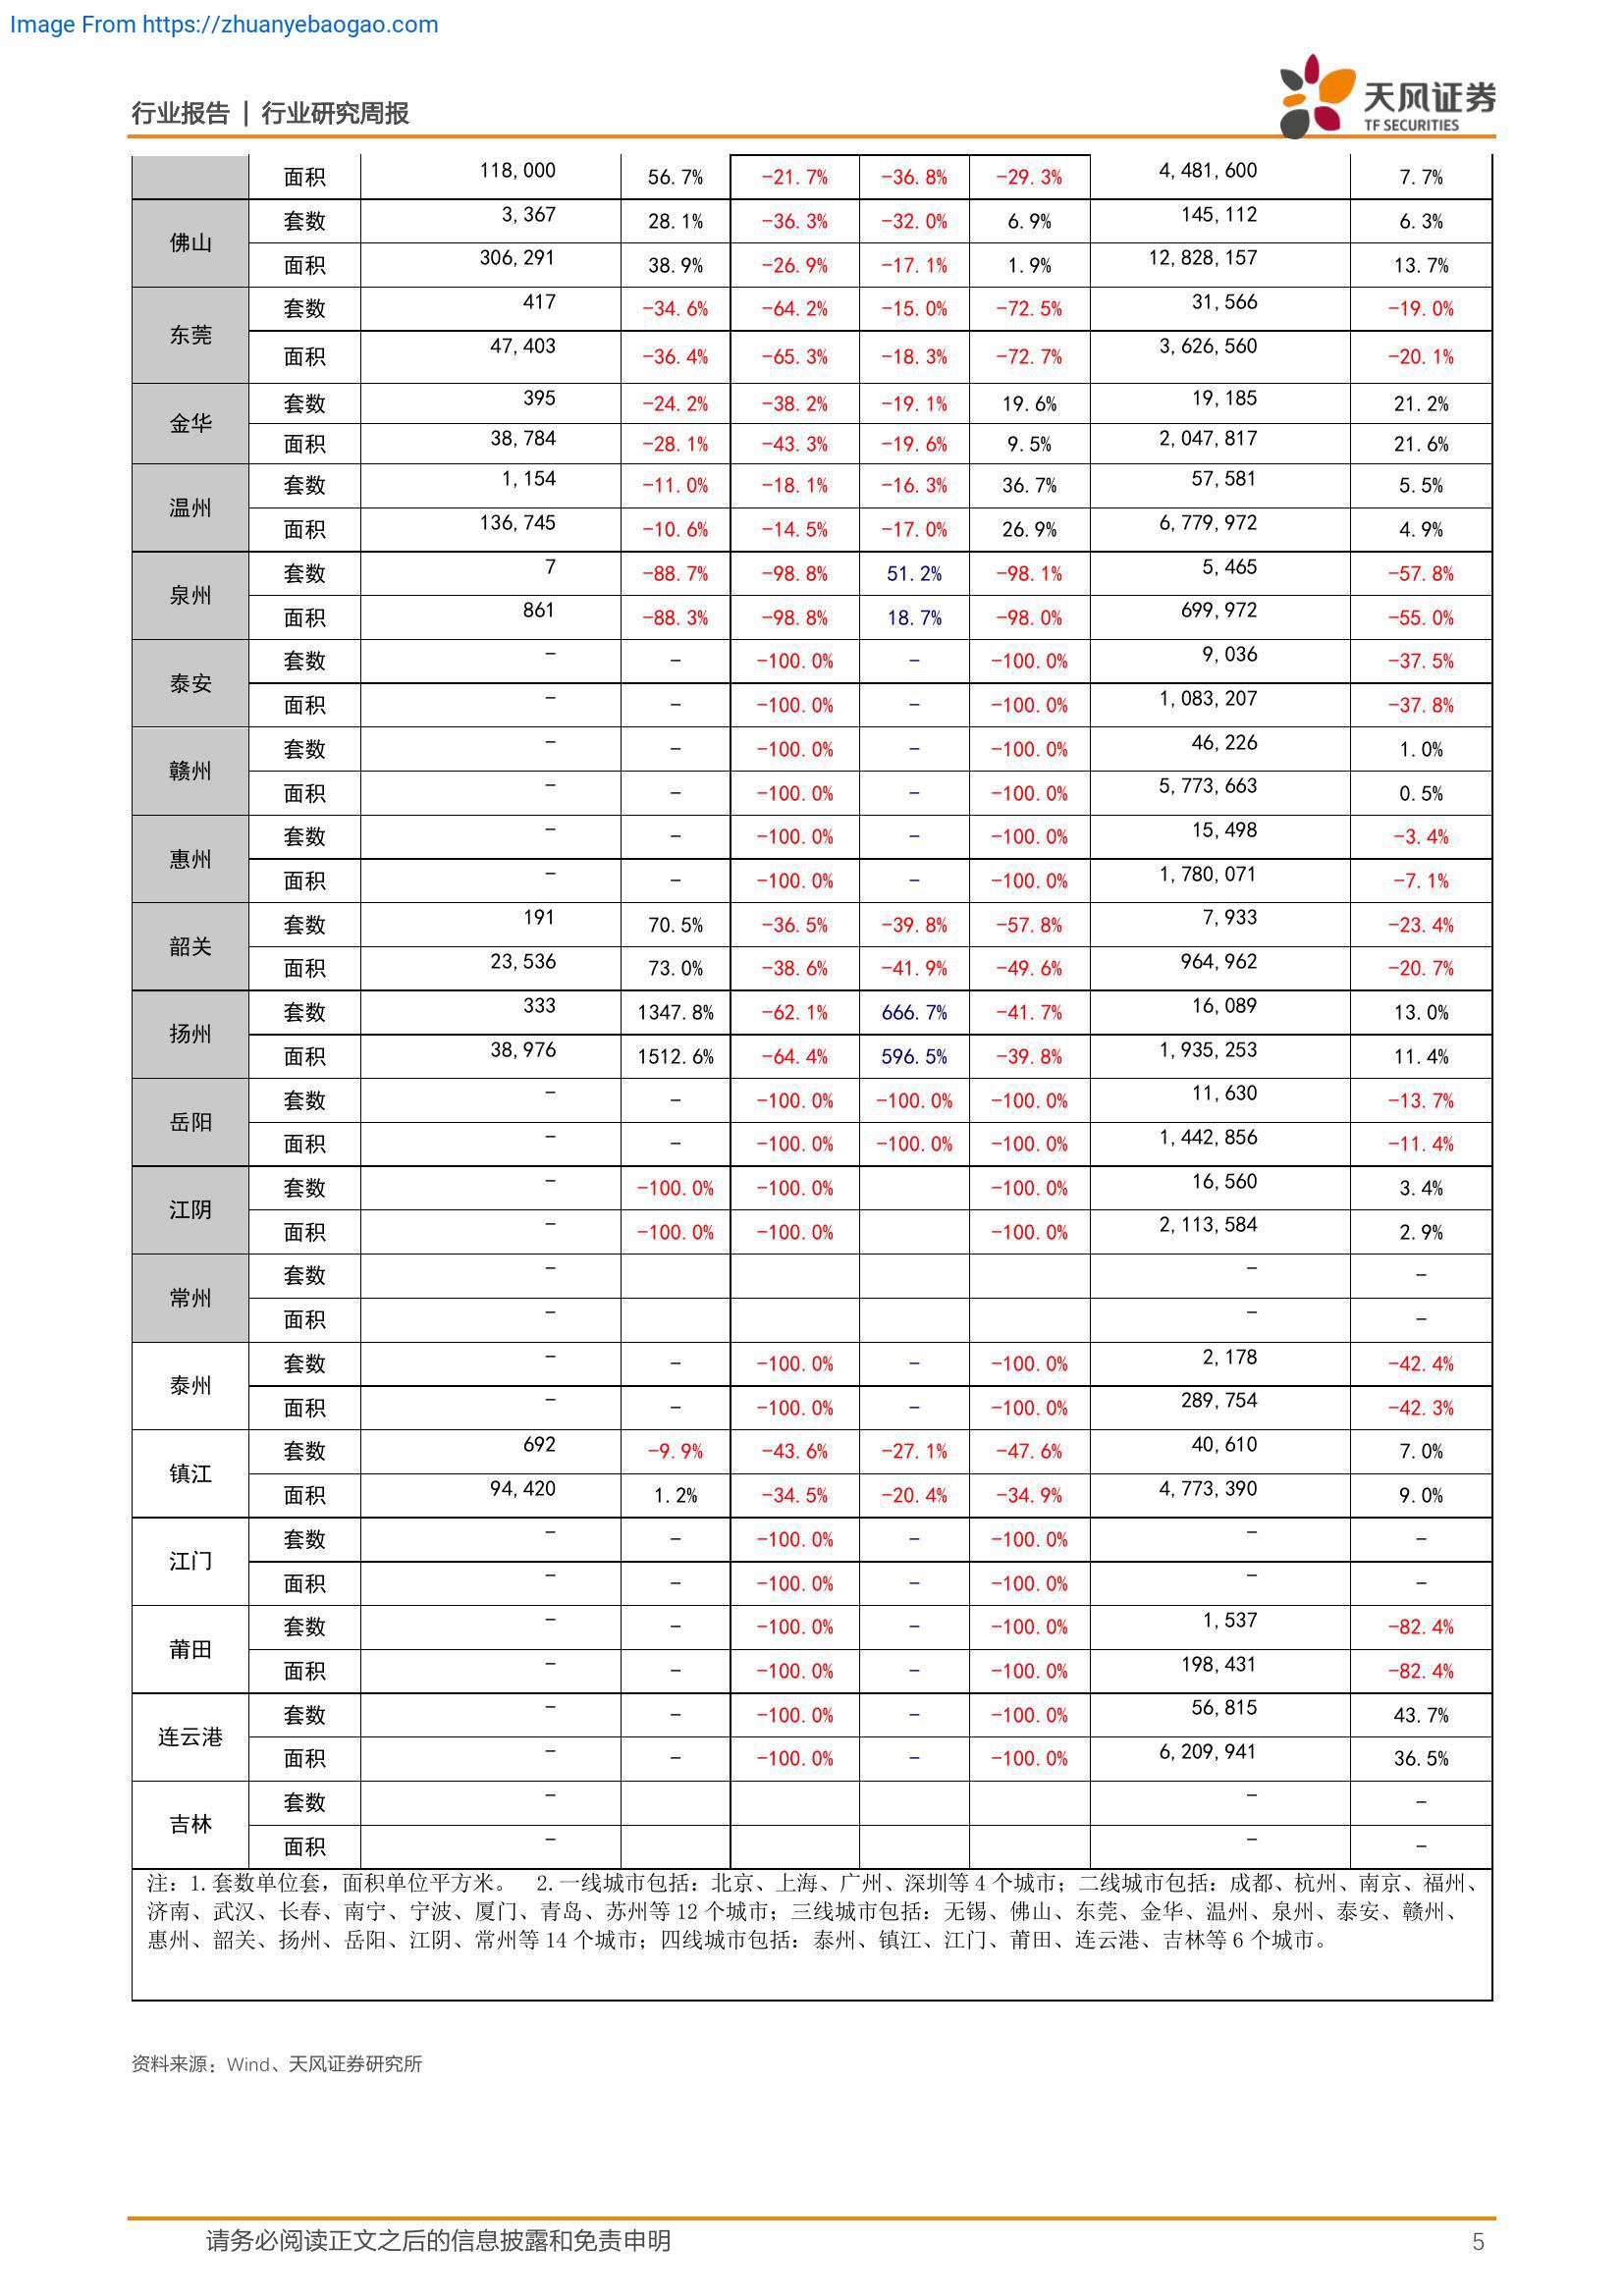 Image From https://zhuanyebaogao.com
行业报告 | 行业研究周报
天风证券
TF SECURITIES
面积 118,000 56.7% -21.7% -36.8% -29.3% 4,481,600 7.7%
佛山
套数 3,367 28.1% -36.3% -32.0% 6.9% 145,112 6.3%
面积 306,291 38.9% -26.9% -17.1% 1.9% 12,828,157 13.7%
东莞
套数 417 -34.6% -64.2% -15.0% -72.5% 31,566 -19.0%
面积 47,403 -36.4% -65.3% -18.3% -72.7% 3,626,560 -20.1%
金华
套数 395 -24.2% -38.2% -19.1% 19.6% 19,185 21.2%
面积 38,784 -28.1% -43.3% -19.6% 9.5% 2,047,817 21.6%
温州
套数 1,154 -11.0% -18.1% -16.3% 36.7% 57,581 5.5%
面积 136,745 -10.6% -14.5% -17.0% 26.9% 6,779,972 4.9%
泉州
套数 7 -88.7% -98.8% 51.2% -98.1% 5,465 -57.8%
面积 861 -88.3% -98.8% 18.7% -98.0% 699,972 -55.0%
泰安
套数 - - -100.0% - -100.0% 9,036 -37.5%
面积 - - -100.0% - -100.0% 1,083,207 -37.8%
赣州
套数 - - -100.0% - -100.0% 46,226 1.0%
面积 - - -100.0% - -100.0% 5,773,663 0.5%
惠州
套数 - - -100.0% - -100.0% 15,498 -3.4%
面积 - - -100.0% - -100.0% 1,780,071 -7.1%
韶关
套数 191 70.5% -36.5% -39.8% -57.8% 7,933 -23.4%
面积 23,536 73.0% -38.6% -41.9% -49.6% 964,962 -20.7%
扬州
套数 333 1347.8% -62.1% 666.7% -41.7% 16,089 13.0%
面积 38,976 1512.6% -64.4% 596.5% -39.8% 1,935,253 11.4%
岳阳
套数 - - -100.0% -100.0% -100.0% 11,630 -13.7%
面积 - - -100.0% -100.0% -100.0% 1,442,856 -11.4%
江阴
套数 - -100.0% -100.0% -100.0% 16,560 3.4%
面积 - -100.0% -100.0% -100.0% 2,113,584 2.9%
常州
套数 - - -
面积 - - -
泰州
套数 - - -100.0% - -100.0% 2,178 -42.4%
面积 - - -100.0% - -100.0% 289,754 -42.3%
镇江
套数 692 -9.9% -43.6% -27.1% -47.6% 40,610 7.0%
面积 94,420 1.2% -34.5% -20.4% -34.9% 4,773,390 9.0%
江门
套数 - - -100.0% - -100.0% - -
面积 - - -100.0% - -100.0% - -
莆田
套数 - - -100.0% - -100.0% 1,537 -82.4%
面积 - - -100.0% - -100.0% 198,431 -82.4%
连云港
套数 - - -100.0% - -100.0% 56,815 43.7%
面积 - - -100.0% - -100.0% 6,209,941 36.5%
吉林
套数 - - -
面积 - - -
注：1.套数单位套，面积单位平方米。 2.一线城市包括：北京、上海、广州、深圳等 4 个城市；二线城市包括：成都、杭州、南京、福州、
济南、武汉、长春、南宁、宁波、厦门、青岛、苏州等 12 个城市；三线城市包括：无锡、佛山、东莞、金华、温州、泉州、泰安、赣州、
惠州、韶关、扬州、岳阳、江阴、常州等 14 个城市；四线城市包括：泰州、镇江、江门、莆田、连云港、吉林等 6 个城市。
资料来源：Wind、天风证券研究所
请务必阅读正文之后的信息披露和免责申明 5